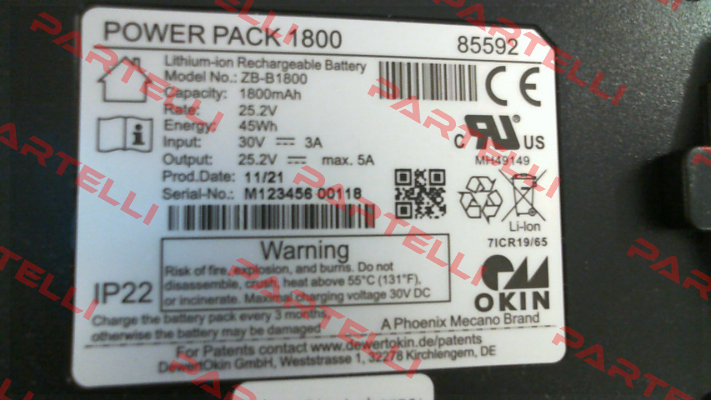 POWER PACK 1800
85592
Lithium-ion Rechargeable Battery
Model No.: ZB-B1800
Capacity: 1800mAh
Rate: 25.2V
Energy: 45Wh
Input: 30V 3A
Output: 25.2V max. 5A
Prod.Date: 11/21
Serial-No.: M123456 00118
CE
c RU US
MH49149
Li-Ion
7ICR19/65
Warning
Risk of fire, explosion, and burns. Do not
disassemble, crush, heat above 55°C (131°F),
or incinerate. Maximal charging voltage 30V DC
IP22
OKIN
Charge the battery pack every 3 months,
otherwise the battery may be damaged
A Phoenix Mecano Brand
For Patents contact: www.dewertokin.de/patents
DewertOkin GmbH, Weststrasse 1, 32278 Kirchlengern, DE
PARTELLI
PARTELLI
PARTELLI
PARTELLI
PARTELLI